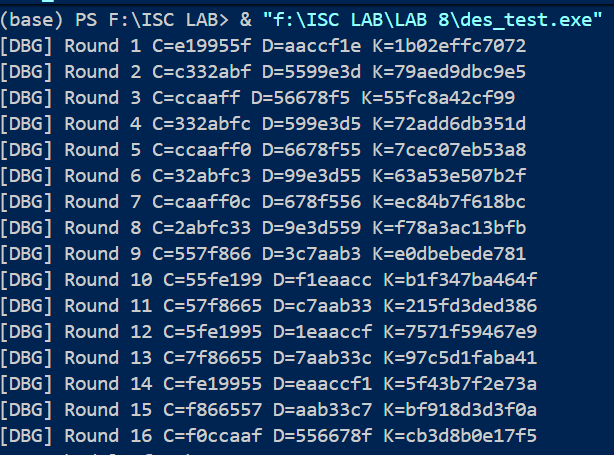 (base) PS F:\ISC LAB> & "f:\ISC LAB\LAB 8\des_test.exe"
[DBG] Round 1 C=e19955f D=aaccf1e K=1b02effc7072
[DBG] Round 2 C=c332abf D=5599e3d K=79aed9dbc9e5
[DBG] Round 3 C=ccaaff D=56678f5 K=55fc8a42cf99
[DBG] Round 4 C=332abfc D=599e3d5 K=72add6db351d
[DBG] Round 5 C=ccaaff0 D=6678f55 K=7cec07eb53a8
[DBG] Round 6 C=32abfc3 D=99e3d55 K=63a53e507b2f
[DBG] Round 7 C=caaff0c D=678f556 K=ec84b7f618bc
[DBG] Round 8 C=2abfc33 D=9e3d559 K=f78a3ac13bfb
[DBG] Round 9 C=557f866 D=3c7aab3 K=e0dbebede781
[DBG] Round 10 C=55fe199 D=f1eaacc K=b1f347ba464f
[DBG] Round 11 C=57f8665 D=c7aab33 K=215fd3ded386
[DBG] Round 12 C=5fe1995 D=1eaaccf K=7571f59467e9
[DBG] Round 13 C=7f86655 D=7aab33c K=97c5d1faba41
[DBG] Round 14 C=fe19955 D=eaaccf1 K=5f43b7f2e73a
[DBG] Round 15 C=f866557 D=aab33c7 K=bf918d3d3f0a
[DBG] Round 16 C=f0ccaaf D=556678f K=cb3d8b0e17f5